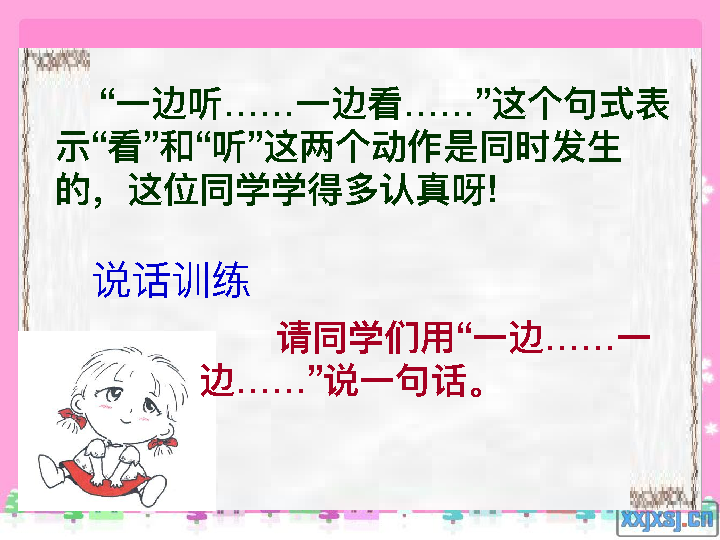 “一边听……一边看……”这个句式表
示“看”和“听”这两个动作是同时发生
的，这位同学学得多认真呀!
说话训练
请同学们用“一边……一
边……”说一句话。
xxjxsj.cn